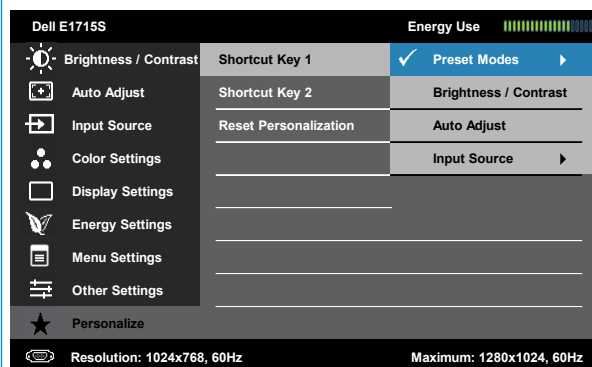 Dell E1715S Energy Use
Brightness / Contrast Shortcut Key 1 Preset Modes
Auto Adjust Shortcut Key 2 Brightness / Contrast
Input Source Reset Personalization Auto Adjust
Color Settings Input Source
Display Settings
Energy Settings
Menu Settings
Other Settings
Personalize
Resolution: 1024x768, 60Hz Maximum: 1280x1024, 60Hz